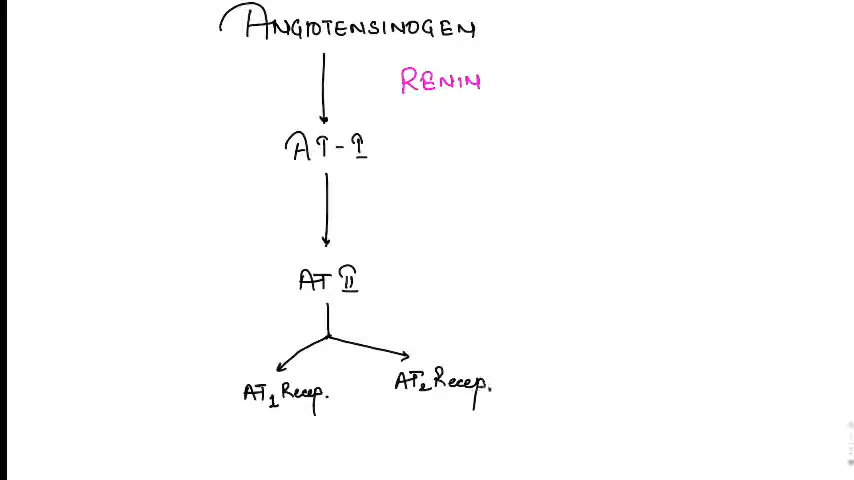 ANGIOTENSINOGEN
RENIN
AT-I
AT II
AT1 Recep.
AT2 Recep.